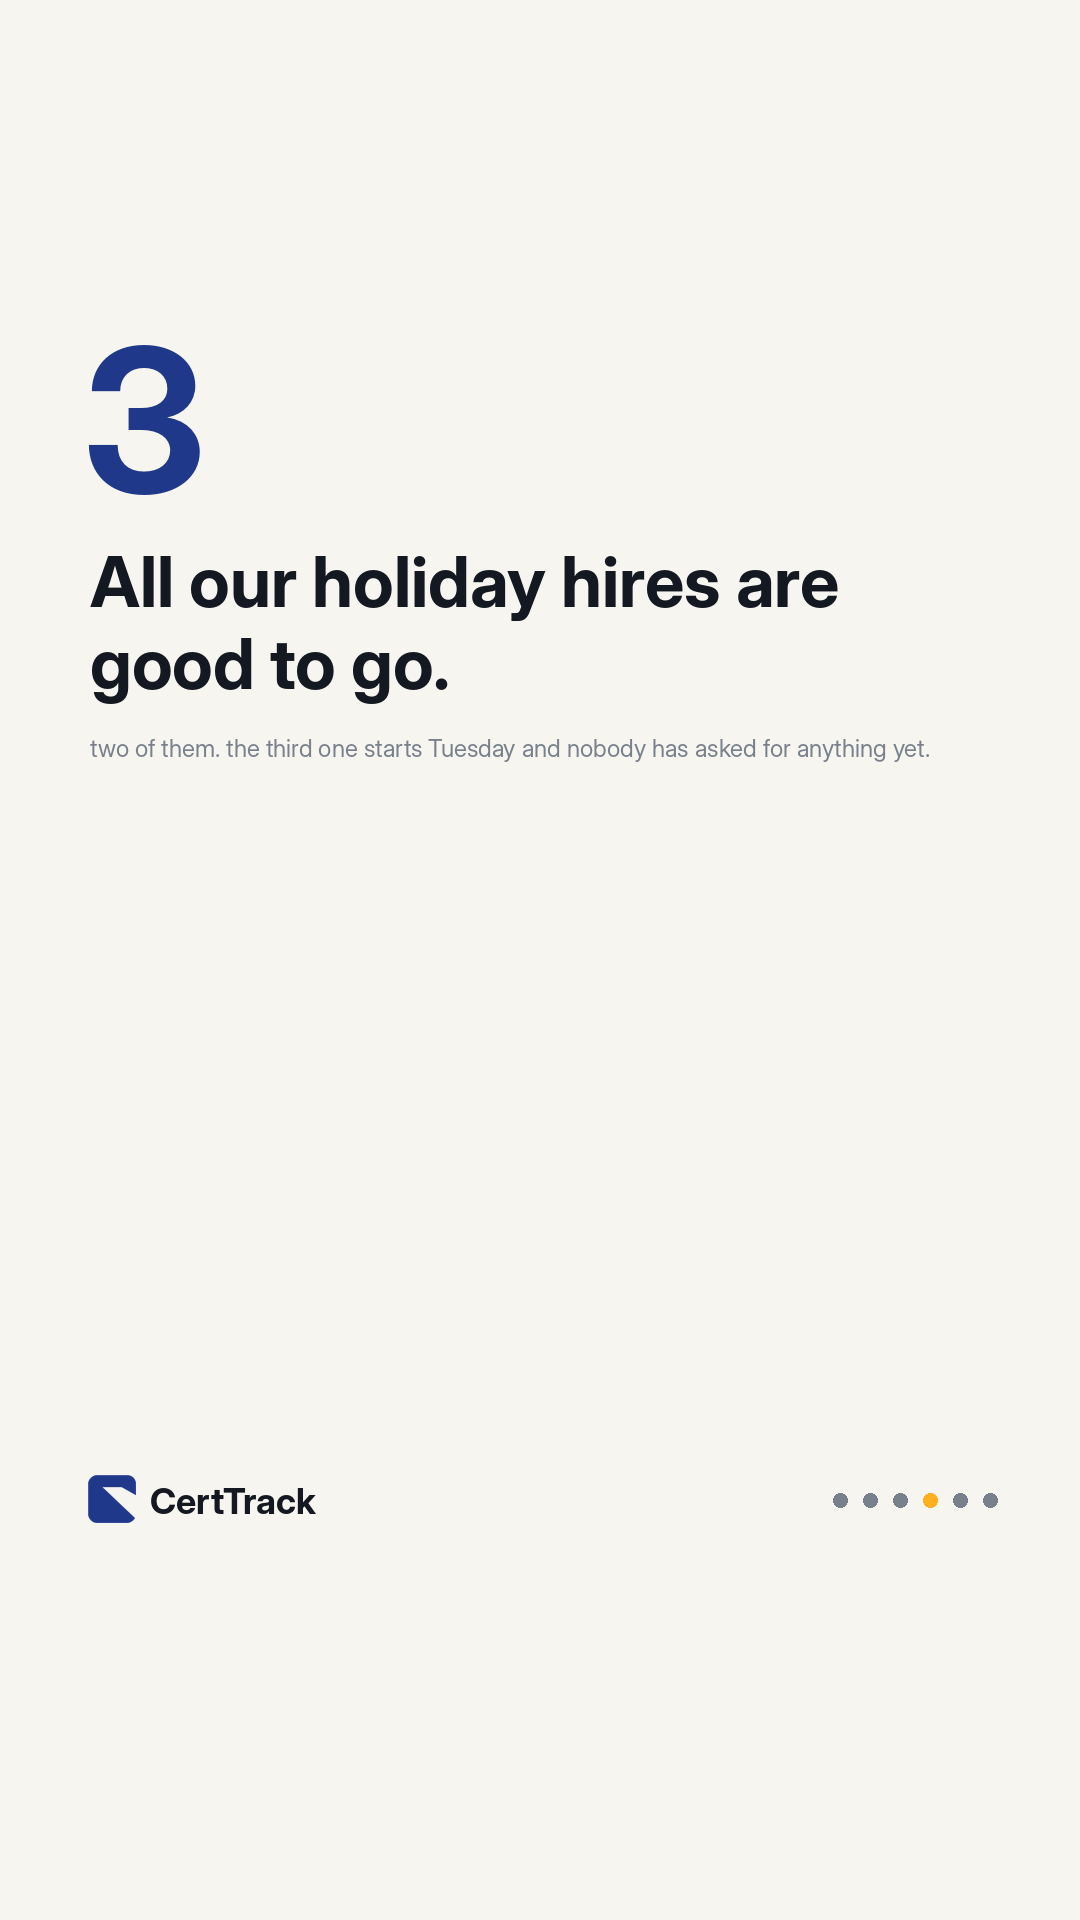 3
All our holiday hires are
good to go.
two of them. the third one starts Tuesday and nobody has asked for anything yet.
CertTrack